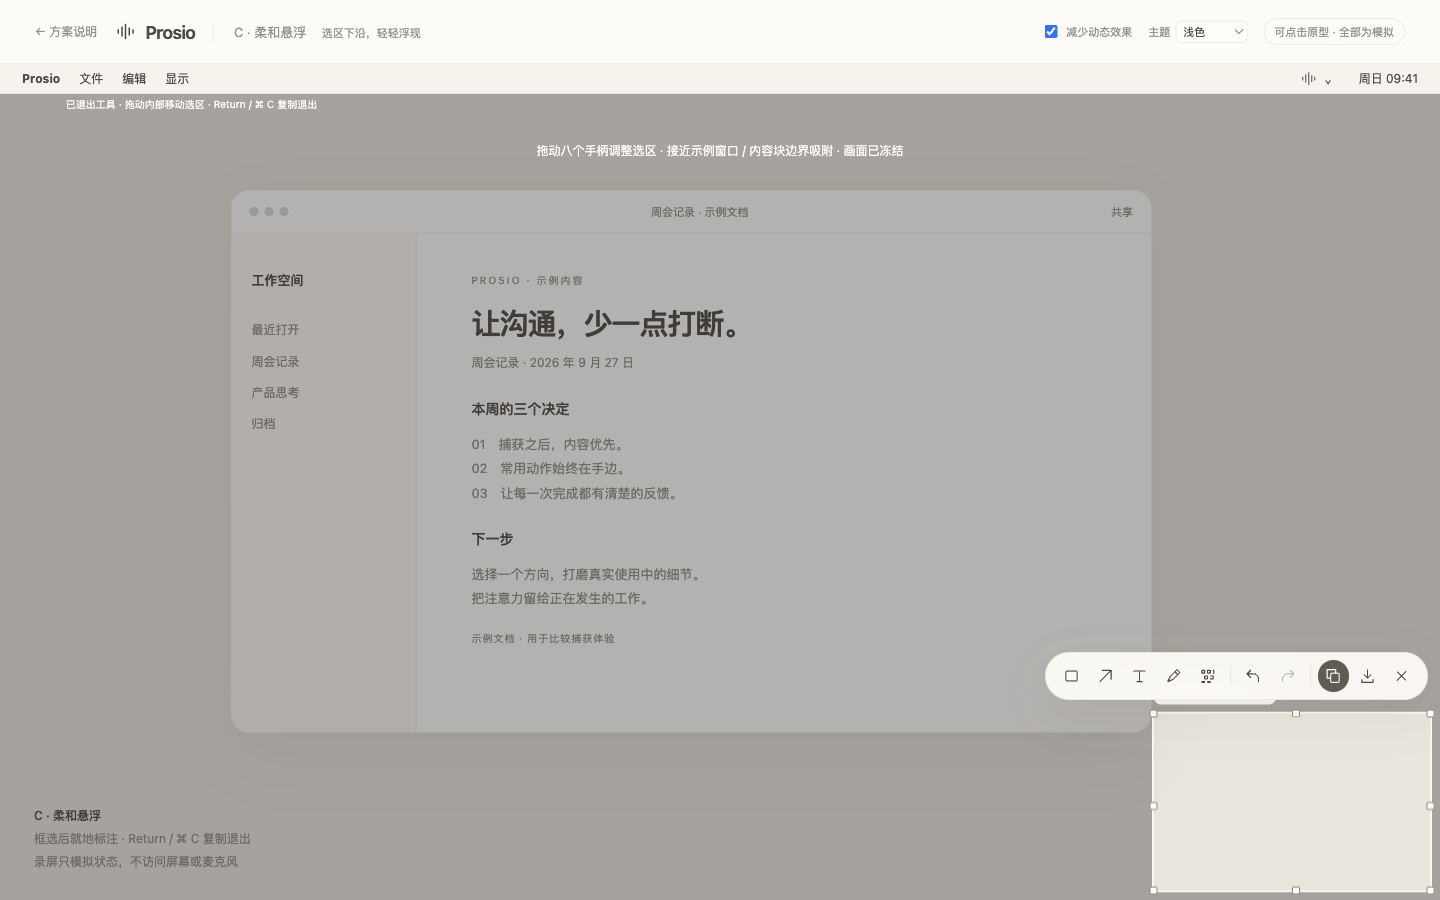 ← 方案说明 Prosio C · 柔和悬浮 选区下沿，轻轻浮现 减少动态效果 主题 浅色 可点击原型 · 全部为模拟
Prosio 文件 编辑 显示 周日 09:41
已退出工具 · 拖动内部移动选区 · Return / ⌘ C 复制退出
拖动八个手柄调整选区 · 接近示例窗口 / 内容块边界吸附 · 画面已冻结
周会记录 · 示例文档 共享
工作空间
最近打开
周会记录
产品思考
归档
PROSIO · 示例内容
让沟通，少一点打断。
周会记录 · 2026 年 9 月 27 日
本周的三个决定
01 捕获之后，内容优先。
02 常用动作始终在手边。
03 让每一次完成都有清楚的反馈。
下一步
选择一个方向，打磨真实使用中的细节。
把注意力留给正在发生的工作。
示例文档 · 用于比较捕获体验
C · 柔和悬浮
框选后就地标注 · Return / ⌘ C 复制退出
录屏只模拟状态，不访问屏幕或麦克风